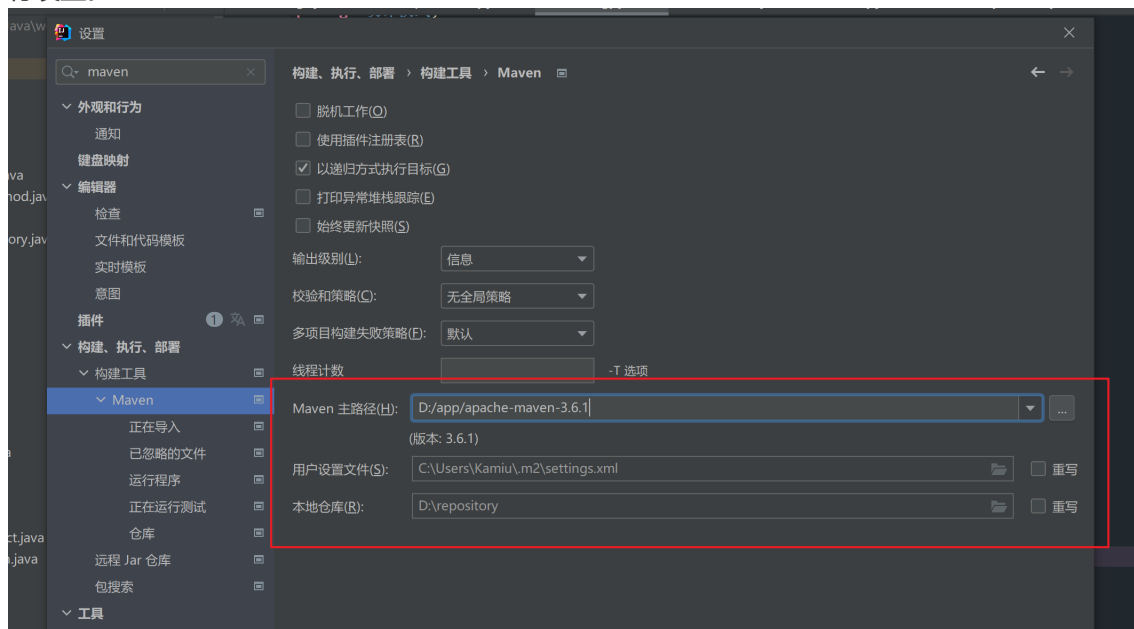 ava\w
设置
maven
构建、执行、部署 › 构建工具 › Maven
外观和行为
通知
键盘映射
编辑器
检查
文件和代码模板
实时模板
意图
插件 1
构建、执行、部署
构建工具
Maven
正在导入
已忽略的文件
运行程序
正在运行测试
仓库
远程 Jar 仓库
包搜索
工具
脱机工作(O)
使用插件注册表(R)
以递归方式执行目标(G)
打印异常堆栈跟踪(E)
始终更新快照(S)
输出级别(L): 信息
校验和策略(C): 无全局策略
多项目构建失败策略(F): 默认
线程计数 -T 选项
Maven 主路径(H): D:/app/apache-maven-3.6.1 ...
(版本: 3.6.1)
用户设置文件(S): C:\Users\Kamiu\.m2\settings.xml 重写
本地仓库(R): D:\repository 重写
ava
nod.jav
ory.jav
ct.java
n.java